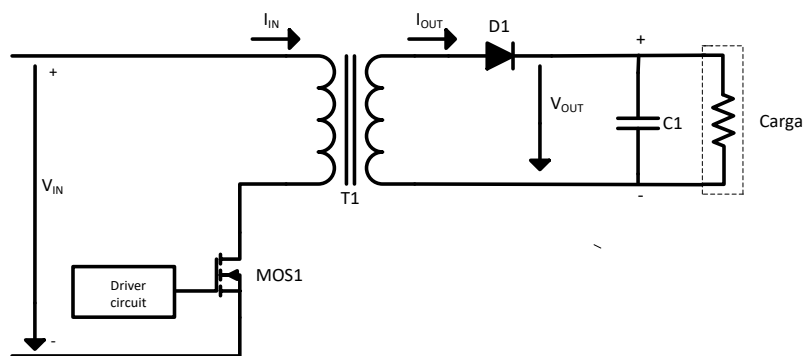 I_IN
I_OUT
D1
+
+
V_OUT
C1
Carga
V_IN
T1
-
MOS1
Driver
circuit
-